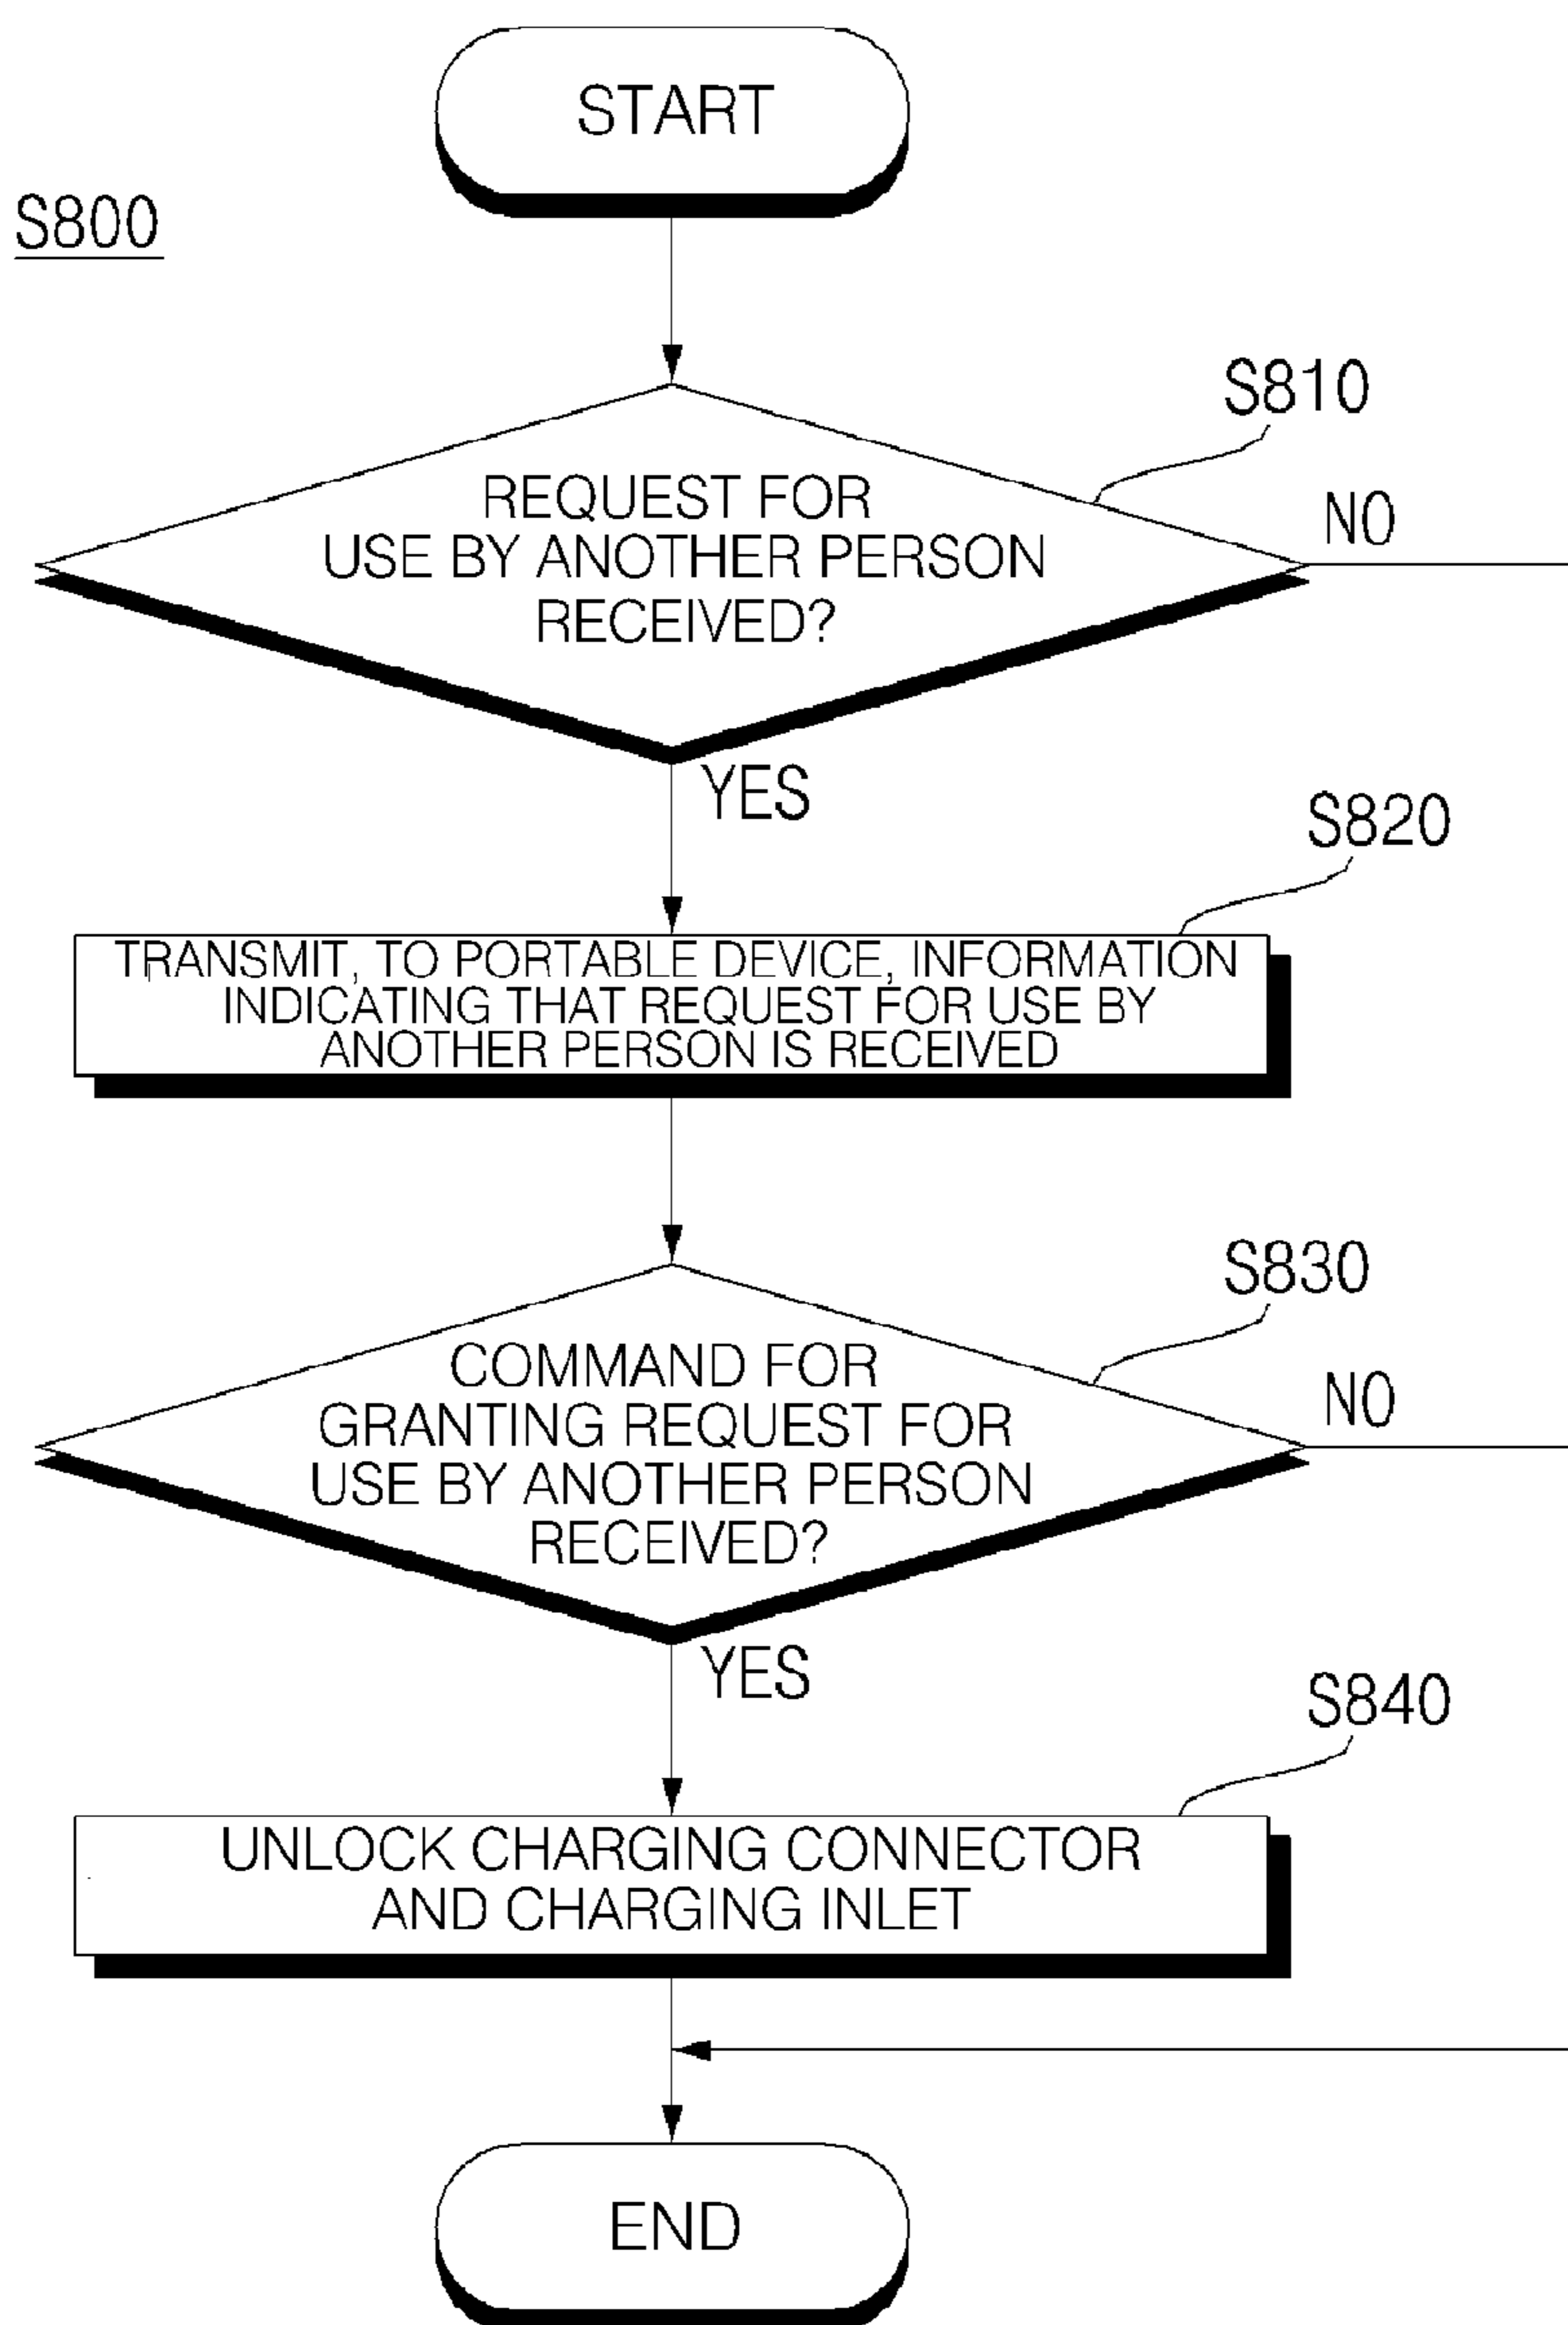 START
S800
S810
REQUEST FOR
USE BY ANOTHER PERSON
RECEIVED?
NO
YES
S820
TRANSMIT, TO PORTABLE DEVICE, INFORMATION
INDICATING THAT REQUEST FOR USE BY
ANOTHER PERSON IS RECEIVED
S830
COMMAND FOR
GRANTING REQUEST FOR
USE BY ANOTHER PERSON
RECEIVED?
NO
YES
S840
UNLOCK CHARGING CONNECTOR
AND CHARGING INLET
END